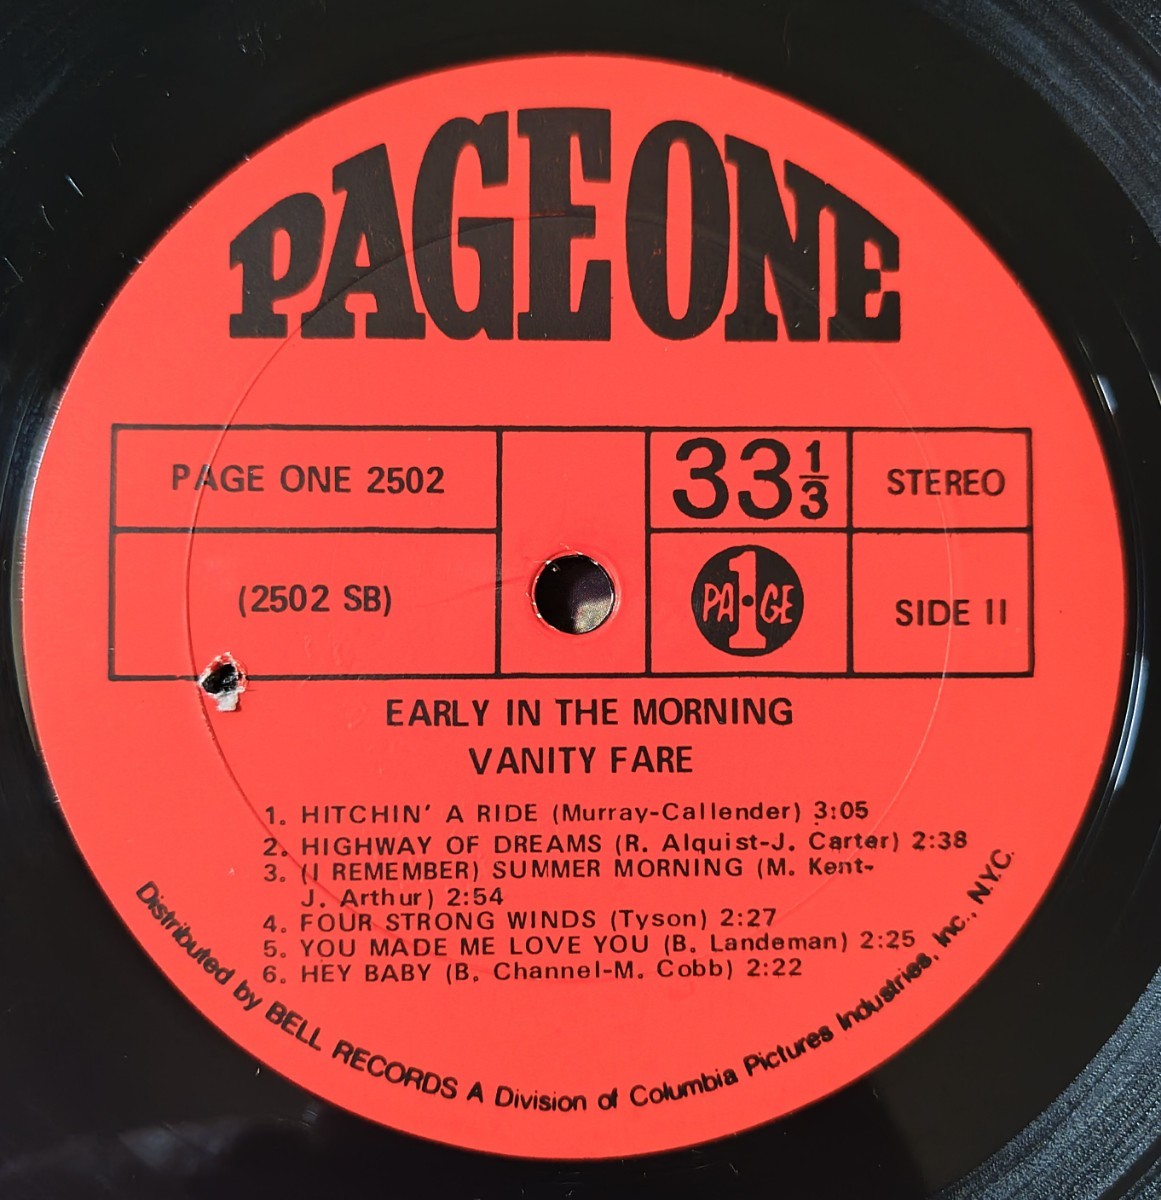 PAGE ONE
PAGE ONE 2502
33 1/3
STEREO
(2502 SB)
PA 1 GE
SIDE II
EARLY IN THE MORNING
VANITY FARE
1. HITCHIN' A RIDE (Murray-Callender) 3:05
2. HIGHWAY OF DREAMS (R. Alquist-J. Carter) 2:38
3. (I REMEMBER) SUMMER MORNING (M. Kent-
J. Arthur) 2:54
4. FOUR STRONG WINDS (Tyson) 2:27
5. YOU MADE ME LOVE YOU (B. Landeman) 2:25
6. HEY BABY (B. Channel-M. Cobb) 2:22
Distributed by BELL RECORDS A Division of Columbia Pictures Industries, Inc., N.Y.C.